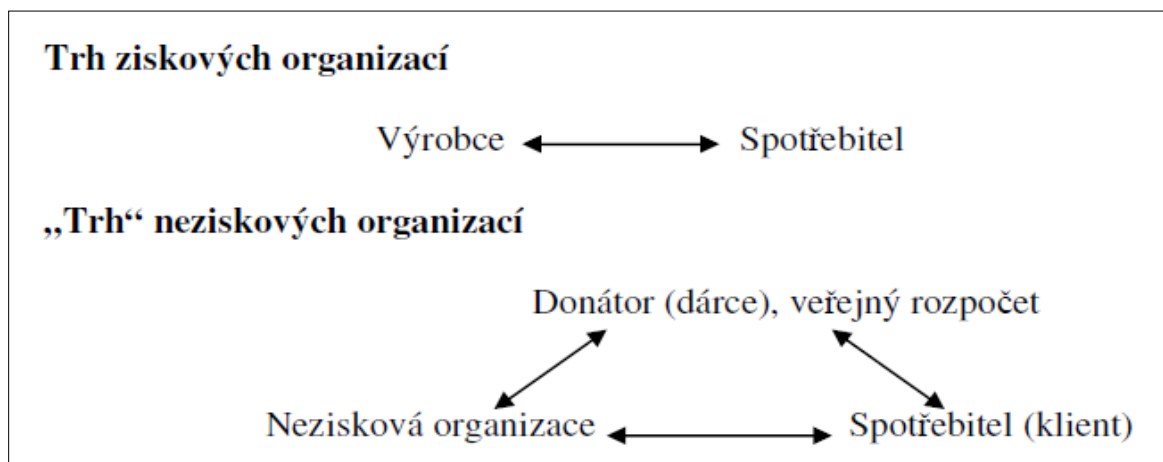 Trh ziskových organizací
Výrobce Spotřebitel
„Trh“ neziskových organizací
Donátor (dárce), veřejný rozpočet
Nezisková organizace Spotřebitel (klient)